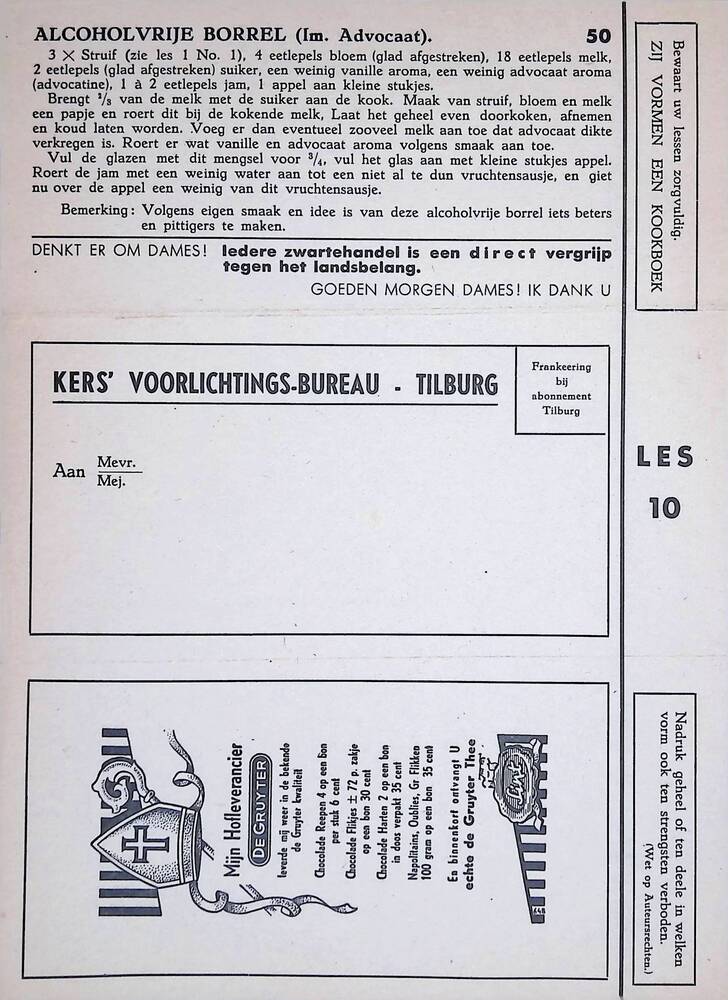 ALCOHOLVRIJE BORREL (Im. Advocaat). 50
3 × Struif (zie les 1 No. 1), 4 eetlepels bloem (glad afgestreken), 18 eetlepels melk,
2 eetlepels (glad afgestreken) suiker, een weinig vanille aroma, een weinig advocaat aroma
(advocatine), 1 à 2 eetlepels jam, 1 appel aan kleine stukjes.
Brengt ²/₃ van de melk met de suiker aan de kook. Maak van struif, bloem en melk
een papje en roert dit bij de kokende melk, Laat het geheel even doorkoken, afnemen
en koud laten worden. Voeg er dan eventueel zooveel melk aan toe dat advocaat dikte
verkregen is. Roert er wat vanille en advocaat aroma volgens smaak aan toe.
Vul de glazen met dit mengsel voor ³/₄, vul het glas aan met kleine stukjes appel.
Roert de jam met een weinig water aan tot een niet al te dun vruchtensausje, en giet
nu over de appel een weinig van dit vruchtensausje.
Bemerking: Volgens eigen smaak en idee is van deze alcoholvrije borrel iets beters
en pittigers te maken.
DENKT ER OM DAMES! Iedere zwartehandel is een direct vergrijp
tegen het landsbelang.
GOEDEN MORGEN DAMES! IK DANK U
Bewaart uw lessen zorgvuldig.
ZIJ VORMEN EEN KOOKBOEK
KERS' VOORLICHTINGS-BUREAU - TILBURG
Frankeering
bij
abonnement
Tilburg
Aan Mevr.
Mej.
LES
10
Mijn Hofleverancier
DE GRUYTER
leverde mij weer in de bekende
de Gruyter kwaliteit
Chocolade Reepen 4 op een bon
per stuk 6 cent
Chocolade Flikjes ± 72 p. zakje
op een bon 30 cent
Chocolade Harten 2 op een bon
in doos verpakt 35 cent
Napolitains, Oublies, Gr Flikken
100 gram op een bon 35 cent
En binnenkort ontvangt U
echte de Gruyter Thee
Nadruk geheel of ten deele in welken
vorm ook ten strengsten verboden.
(Wet op Auteursrechten.)